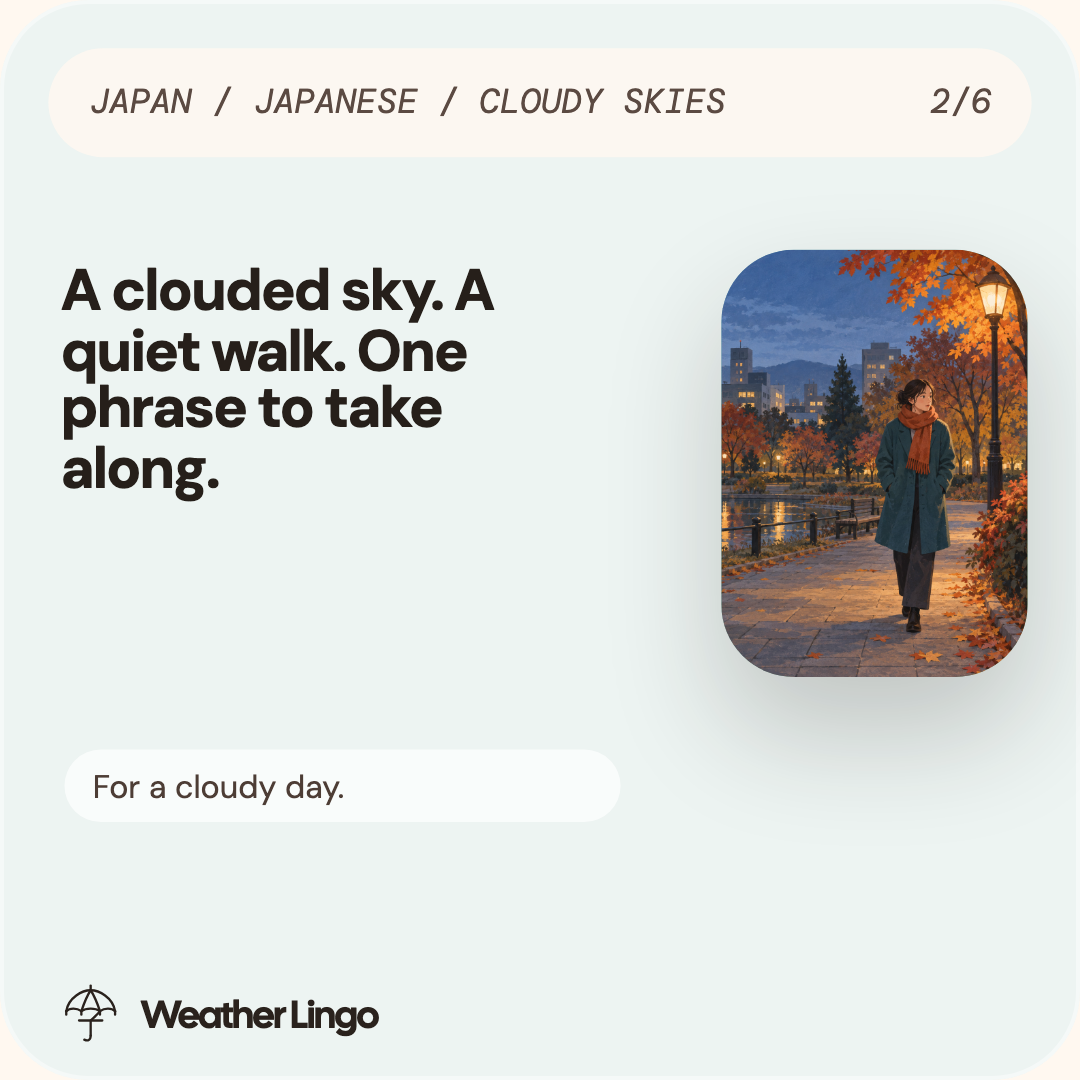 JAPAN / JAPANESE / CLOUDY SKIES 2/6
A clouded sky. A
quiet walk. One
phrase to take
along.
For a cloudy day.
Weather Lingo